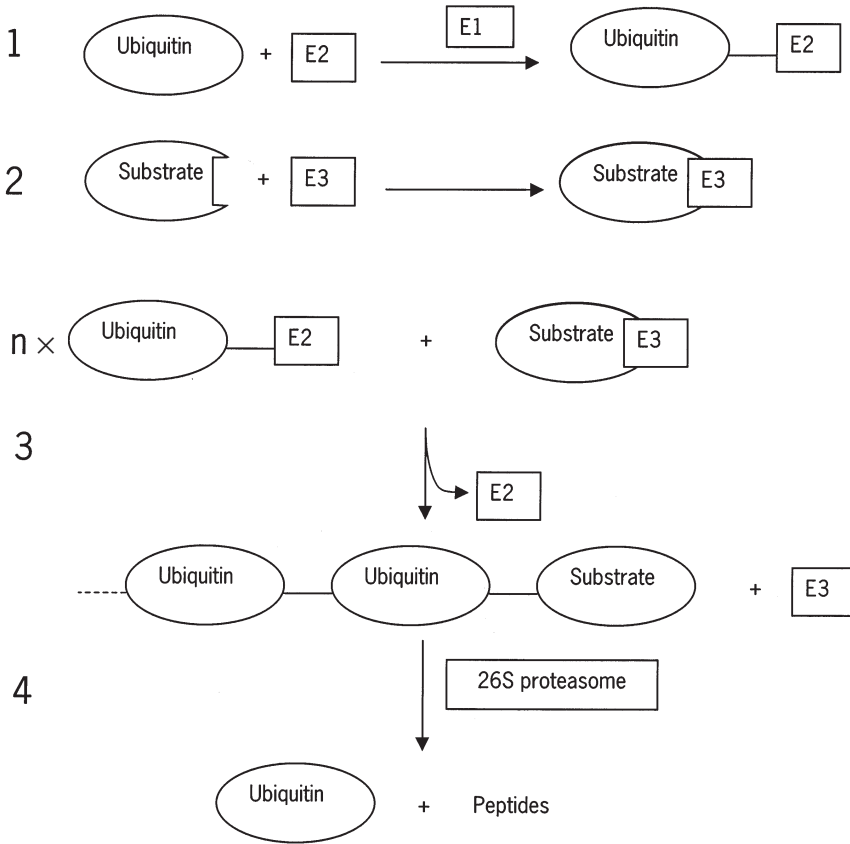 1 Ubiquitin + E2 E1 Ubiquitin E2
2 Substrate + E3 Substrate E3
n × Ubiquitin E2 + Substrate E3
3
E2
Ubiquitin Ubiquitin Substrate + E3
4 26S proteasome
Ubiquitin + Peptides